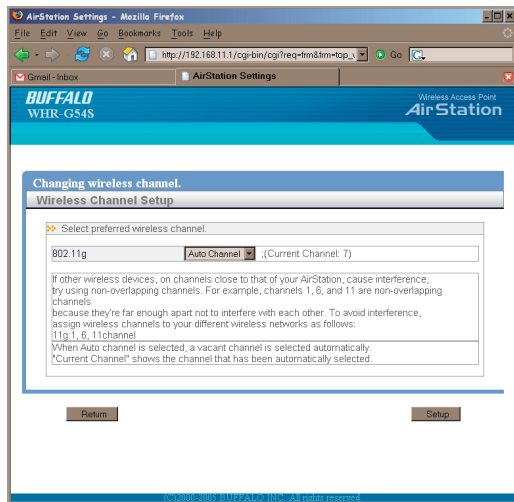 AirStation Settings - Mozilla Firefox
File Edit View Go Bookmarks Tools Help
http://192.168.11.1/cgi-bin/cgi?req=frm&frm=top_ Go G
Gmail - Inbox AirStation Settings
BUFFALO Wireless Access Point
WHR-G54S AirStation
Changing wireless channel.
Wireless Channel Setup
Select preferred wireless channel.
802.11g Auto Channel ;(Current Channel: 7)
If other wireless devices, on channels close to that of your AirStation, cause interference,
try using non-overlapping channels. For example, channels 1, 6, and 11 are non-overlapping
channels
because they're far enough apart not to interfere with each other. To avoid interference,
assign wireless channels to your different wireless networks as follows:
11g:1, 6, 11channel
When Auto channel is selected, a vacant channel is selected automatically.
"Current Channel" shows the channel that has been automatically selected.
Return Setup
(C)2000-2005 BUFFALO INC. All rights reserved.